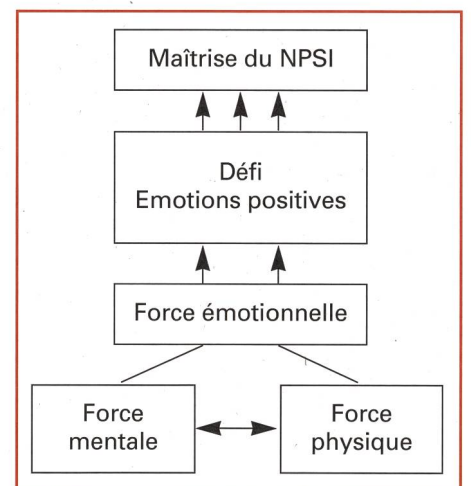 Maîtrise du NPSI
Défi
Emotions positives
Force émotionnelle
Force
mentale
Force
physique